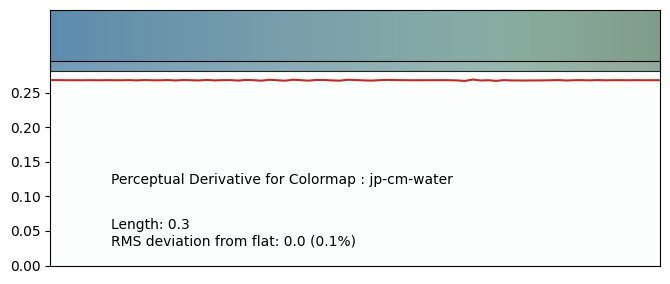 0.25
0.20
0.15
0.10
0.05
0.00
Perceptual Derivative for Colormap : jp-cm-water
Length: 0.3
RMS deviation from flat: 0.0 (0.1%)